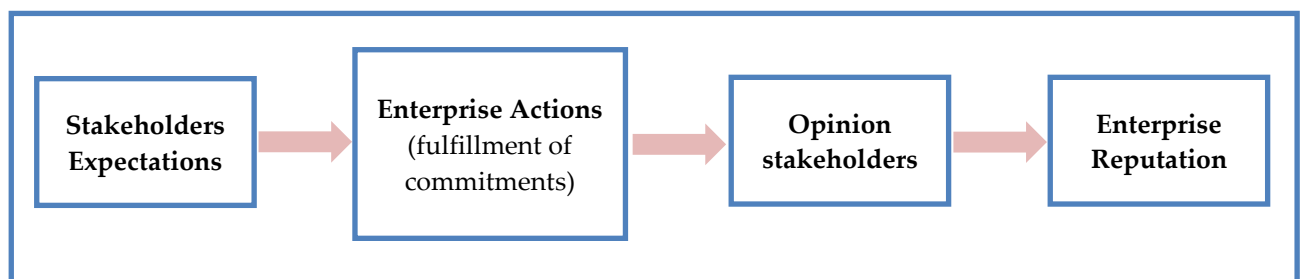 Stakeholders
Expectations
Enterprise Actions
(fulfillment of
commitments)
Opinion
stakeholders
Enterprise
Reputation